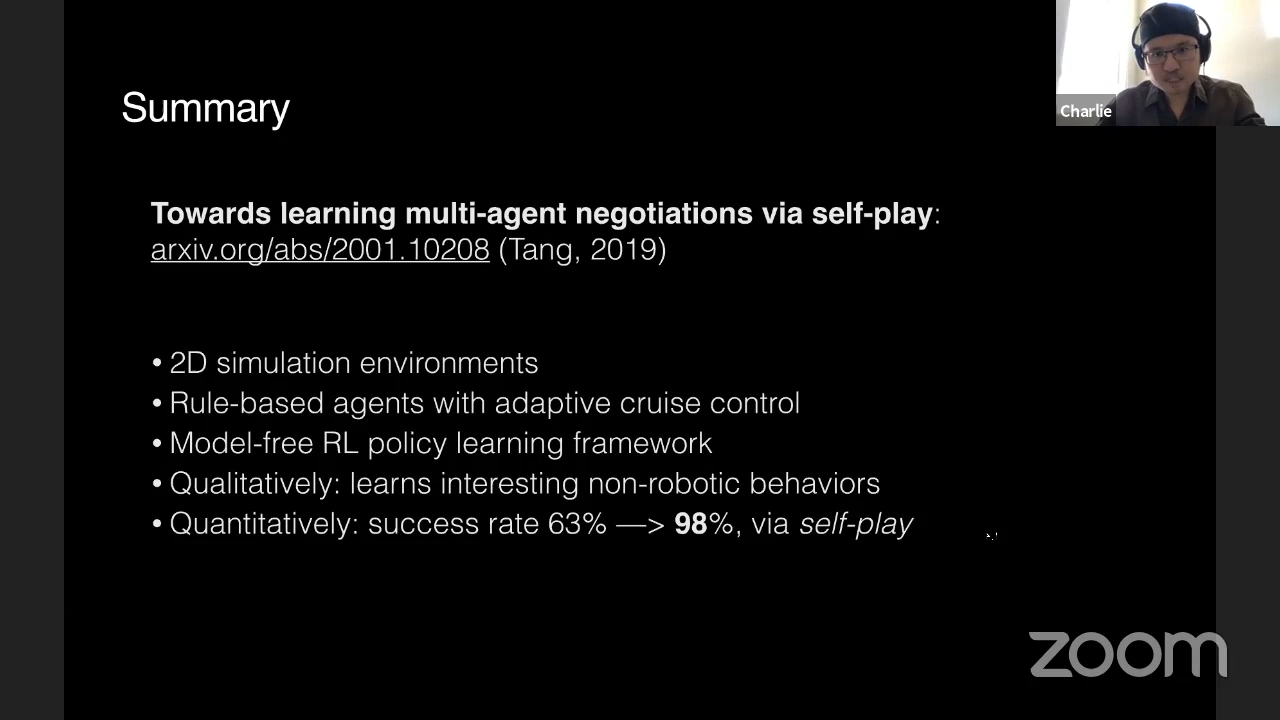 Charlie
Summary
Towards learning multi-agent negotiations via self-play:
arxiv.org/abs/2001.10208 (Tang, 2019)
• 2D simulation environments
• Rule-based agents with adaptive cruise control
• Model-free RL policy learning framework
• Qualitatively: learns interesting non-robotic behaviors
• Quantitatively: success rate 63% —> 98%, via self-play
zoom